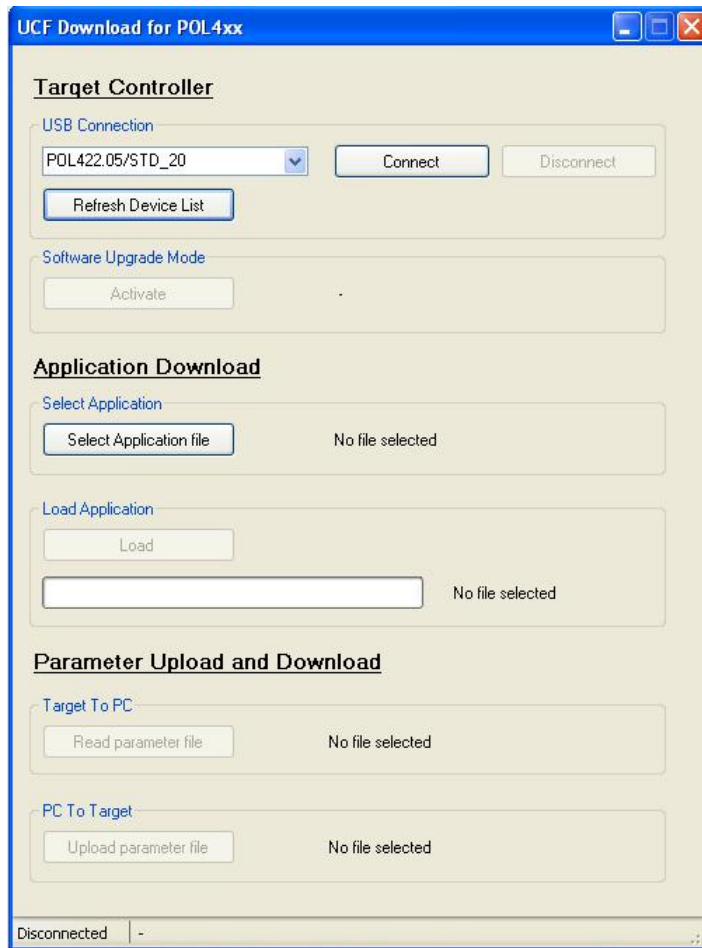 UCF Download for POL4xx
Target Controller
USB Connection
POL422.05/STD_20
Connect
Disconnect
Refresh Device List
Software Upgrade Mode
Activate
-
Application Download
Select Application
Select Application file
No file selected
Load Application
Load
No file selected
Parameter Upload and Download
Target To PC
Read parameter file
No file selected
PC To Target
Upload parameter file
No file selected
Disconnected
-